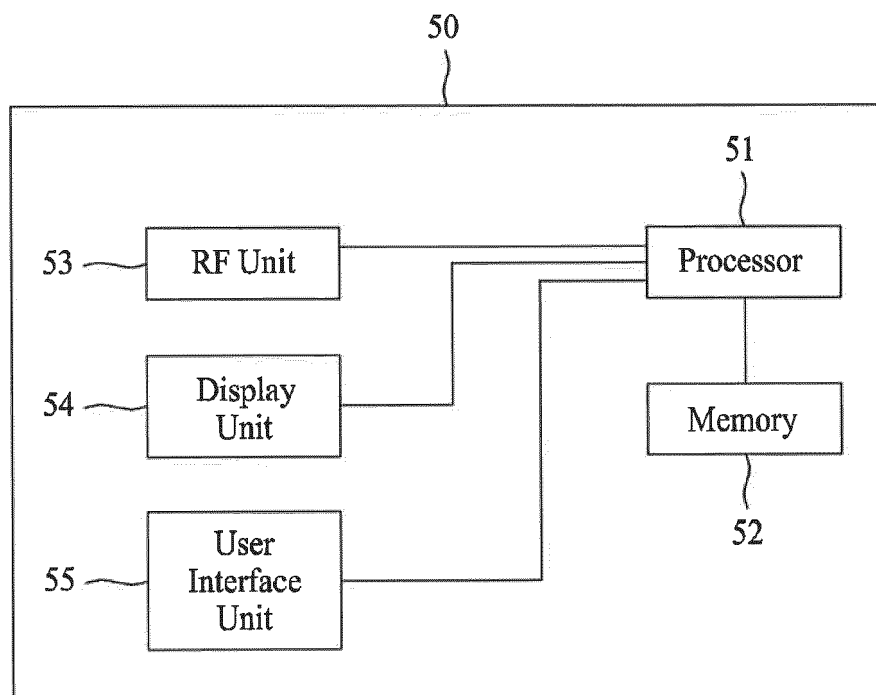 50
51
53
RF Unit
Processor
54
Display
Unit
Memory
52
55
User
Interface
Unit